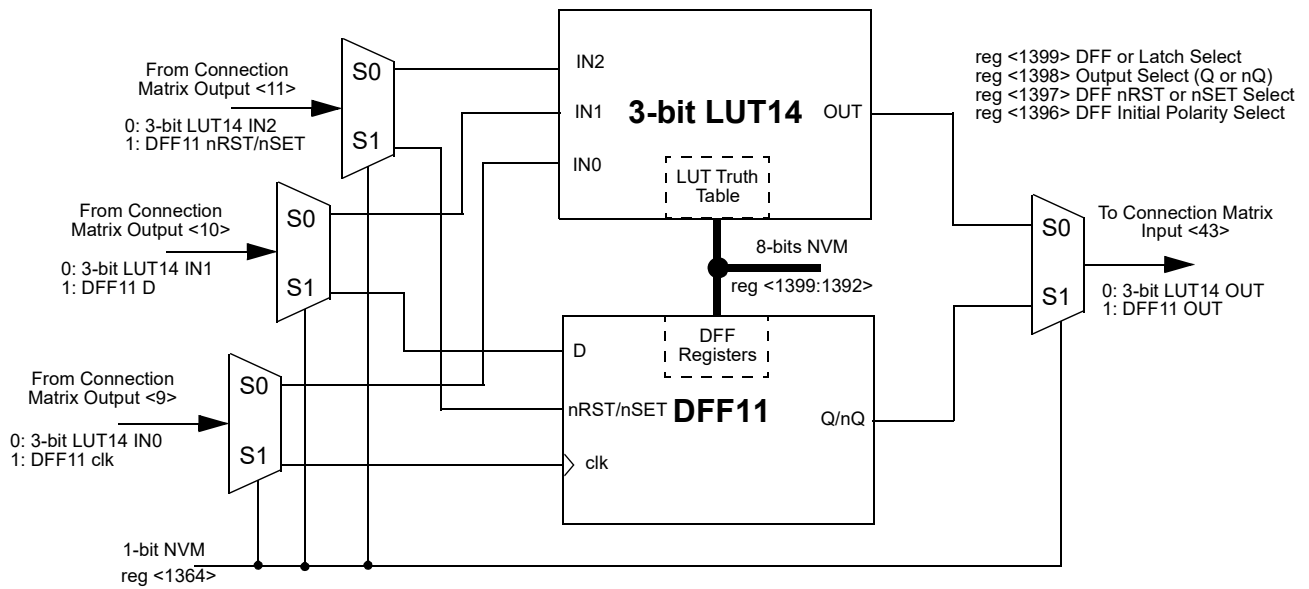 From Connection
Matrix Output <11>
0: 3-bit LUT14 IN2
1: DFF11 nRST/nSET
S0
S1
From Connection
Matrix Output <10>
0: 3-bit LUT14 IN1
1: DFF11 D
S0
S1
From Connection
Matrix Output <9>
0: 3-bit LUT14 IN0
1: DFF11 clk
S0
S1
1-bit NVM
reg <1364>
IN2
IN1
IN0
3-bit LUT14
OUT
LUT Truth
Table
8-bits NVM
reg <1399:1392>
DFF
Registers
D
nRST/nSET
DFF11
clk
Q/nQ
reg <1399> DFF or Latch Select
reg <1398> Output Select (Q or nQ)
reg <1397> DFF nRST or nSET Select
reg <1396> DFF Initial Polarity Select
S0
S1
To Connection Matrix
Input <43>
0: 3-bit LUT14 OUT
1: DFF11 OUT